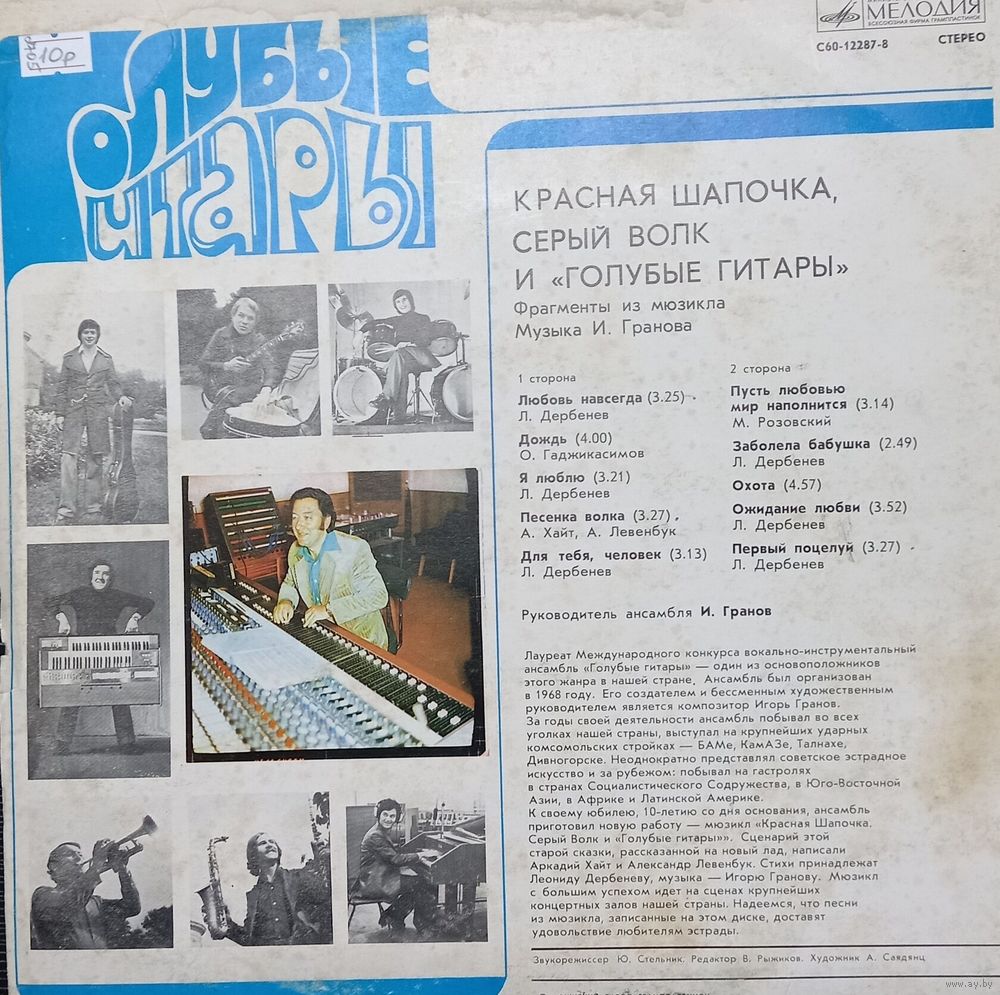 10р
ГОЛУБЫЕ
ГИТАРЫ
МЕЛОДИЯ
ВСЕСОЮЗНАЯ ФИРМА ГРАМПЛАСТИНОК
С60-12287-8
СТЕРЕО
КРАСНАЯ ШАПОЧКА,
СЕРЫЙ ВОЛК
И «ГОЛУБЫЕ ГИТАРЫ»
Фрагменты из мюзикла
Музыка И. Гранова
1 сторона
Любовь навсегда (3.25)
Л. Дербенев
Дождь (4.00)
О. Гаджикасимов
Я люблю (3.21)
Л. Дербенев
Песенка волка (3.27)
А. Хайт, А. Левенбук
Для тебя, человек (3.13)
Л. Дербенев
2 сторона
Пусть любовью
мир наполнится (3.14)
М. Розовский
Заболела бабушка (2.49)
Л. Дербенев
Охота (4.57)
Ожидание любви (3.52)
Л. Дербенев
Первый поцелуй (3.27)
Л. Дербенев
Руководитель ансамбля И. Гранов
Лауреат Международного конкурса вокально-инструментальный
ансамбль «Голубые гитары» — один из основоположников
этого жанра в нашей стране. Ансамбль был организован
в 1968 году. Его создателем и бессменным художественным
руководителем является композитор Игорь Гранов.
За годы своей деятельности ансамбль побывал во всех
уголках нашей страны, выступал на крупнейших ударных
комсомольских стройках — БАМе, КамАЗе, Талнахе,
Дивногорске. Неоднократно представлял советское эстрадное
искусство и за рубежом: побывал на гастролях
в странах Социалистического Содружества, в Юго-Восточной
Азии, в Африке и Латинской Америке.
К своему юбилею, 10-летию со дня основания, ансамбль
приготовил новую работу — мюзикл «Красная Шапочка,
Серый Волк и «Голубые гитары»». Сценарий этой
старой сказки, рассказанной на новый лад, написали
Аркадий Хайт и Александр Левенбук. Стихи принадлежат
Леониду Дербеневу, музыка — Игорю Гранову. Мюзикл
с большим успехом идет на сценах крупнейших
концертных залов нашей страны. Надеемся, что песни
из мюзикла, записанные на этом диске, доставят
удовольствие любителям эстрады.
Звукорежиссер Ю. Стельник. Редактор В. Рыжиков. Художник А. Саядянц
www.ay.by